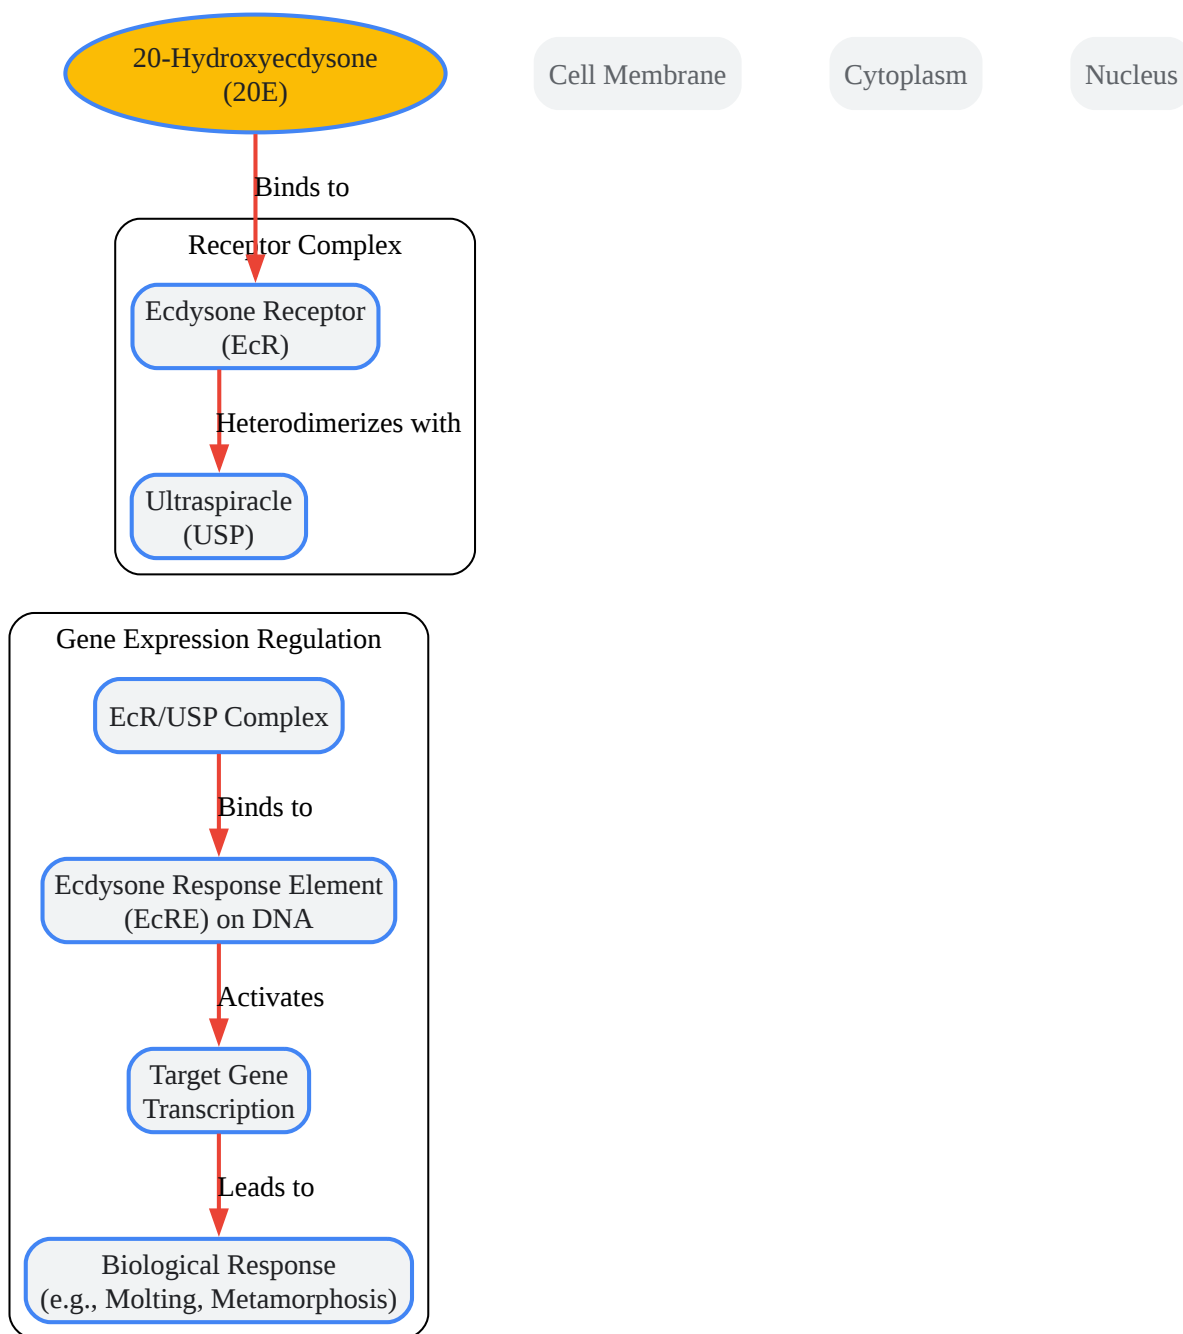 20-Hydroxyecdysone
(20E)
Cell Membrane
Cytoplasm
Nucleus
Binds to
Receptor Complex
Ecdysone Receptor
(EcR)
Heterodimerizes with
Ultraspiracle
(USP)
Gene Expression Regulation
EcR/USP Complex
Binds to
Ecdysone Response Element
(EcRE) on DNA
Activates
Target Gene
Transcription
Leads to
Biological Response
(e.g., Molting, Metamorphosis)